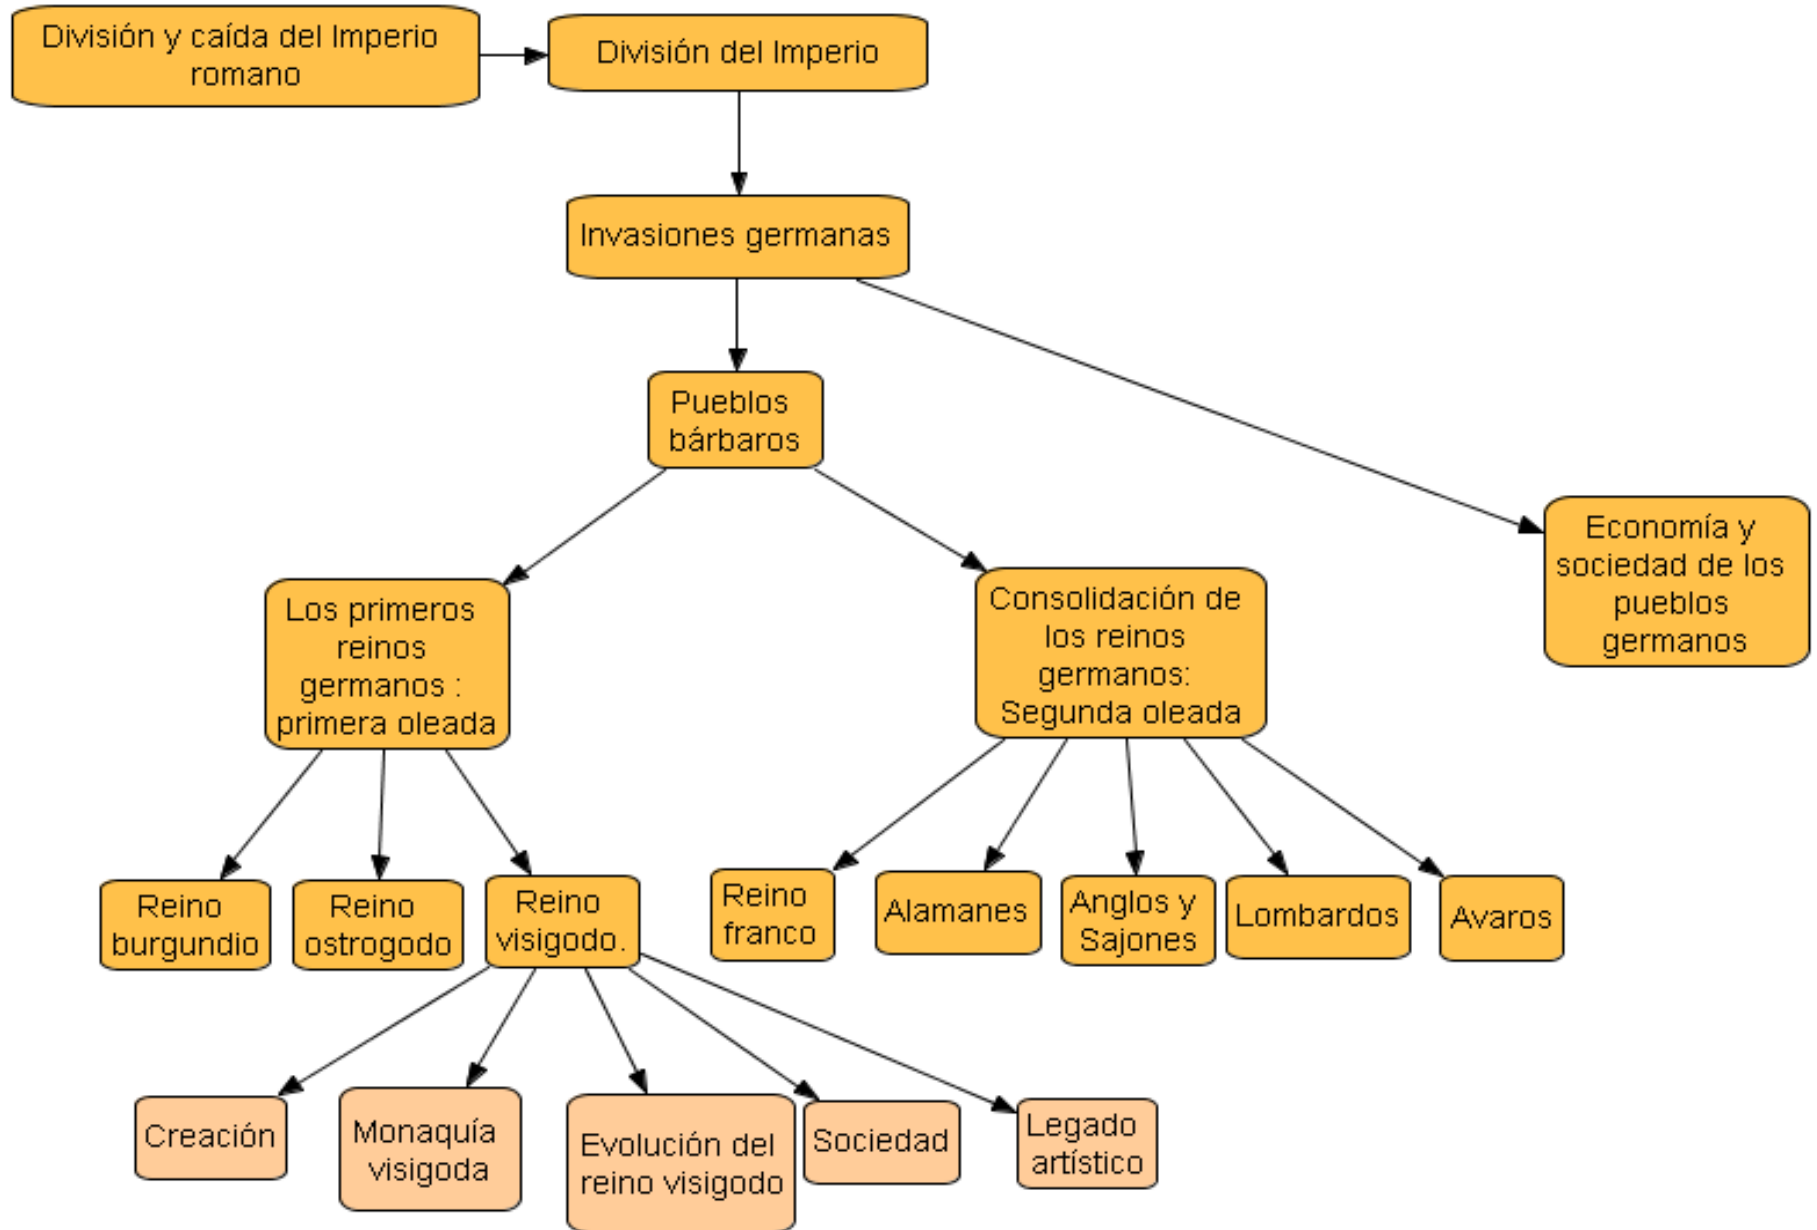 División y caída del Imperio
romano
División del Imperio
Invasiones germanas
Pueblos
bárbaros
Economía y
sociedad de los
pueblos
germanos
Los primeros
reinos
germanos :
primera oleada
Consolidación de
los reinos
germanos:
Segunda oleada
Reino
burgundio
Reino
ostrogodo
Reino
visigodo.
Reino
franco
Alamanes
Anglos y
Sajones
Lombardos
Avaros
Creación
Monaquía
visigoda
Evolución del
reino visigodo
Sociedad
Legado
artístico